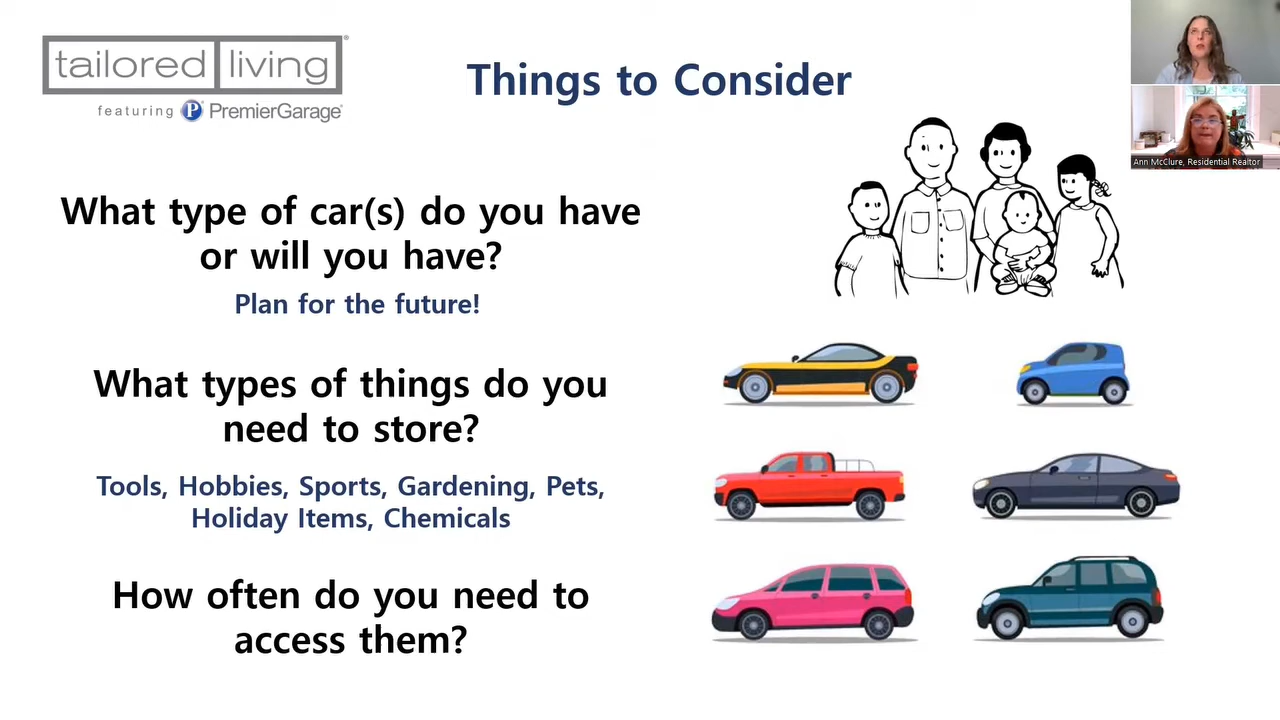 tailored living®
featuring PremierGarage®
Things to Consider
Ann McClure, Residential Realtor
What type of car(s) do you have
or will you have?
Plan for the future!
What types of things do you
need to store?
Tools, Hobbies, Sports, Gardening, Pets,
Holiday Items, Chemicals
How often do you need to
access them?